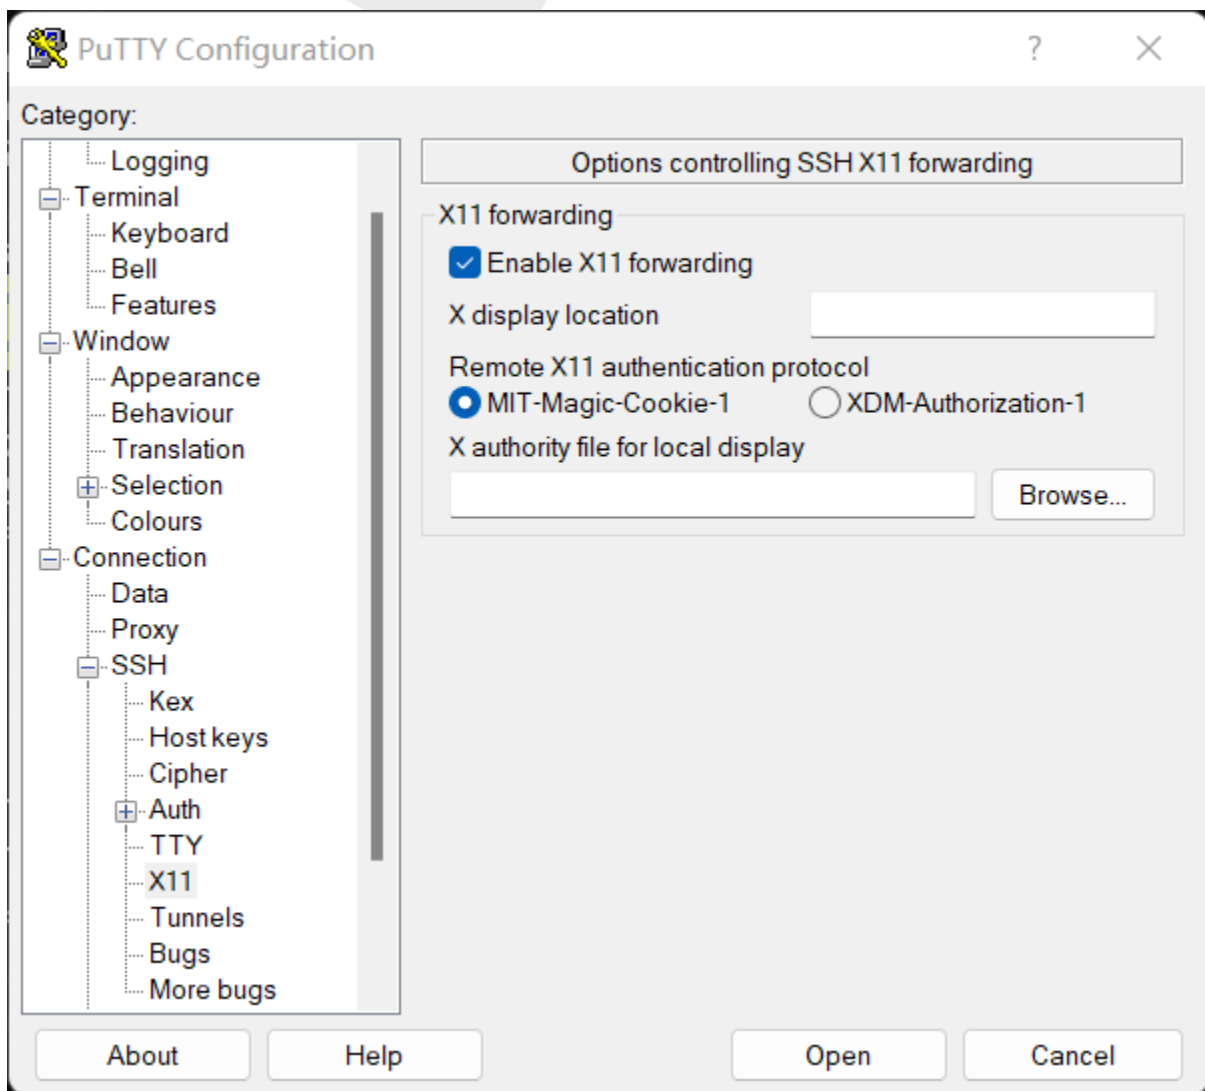 PuTTY Configuration
Category:
Logging
Terminal
Keyboard
Bell
Features
Window
Appearance
Behaviour
Translation
Selection
Colours
Connection
Data
Proxy
SSH
Kex
Host keys
Cipher
Auth
TTY
X11
Tunnels
Bugs
More bugs
Options controlling SSH X11 forwarding
X11 forwarding
Enable X11 forwarding
X display location
Remote X11 authentication protocol
MIT-Magic-Cookie-1 XDM-Authorization-1
X authority file for local display
Browse...
About Help Open Cancel